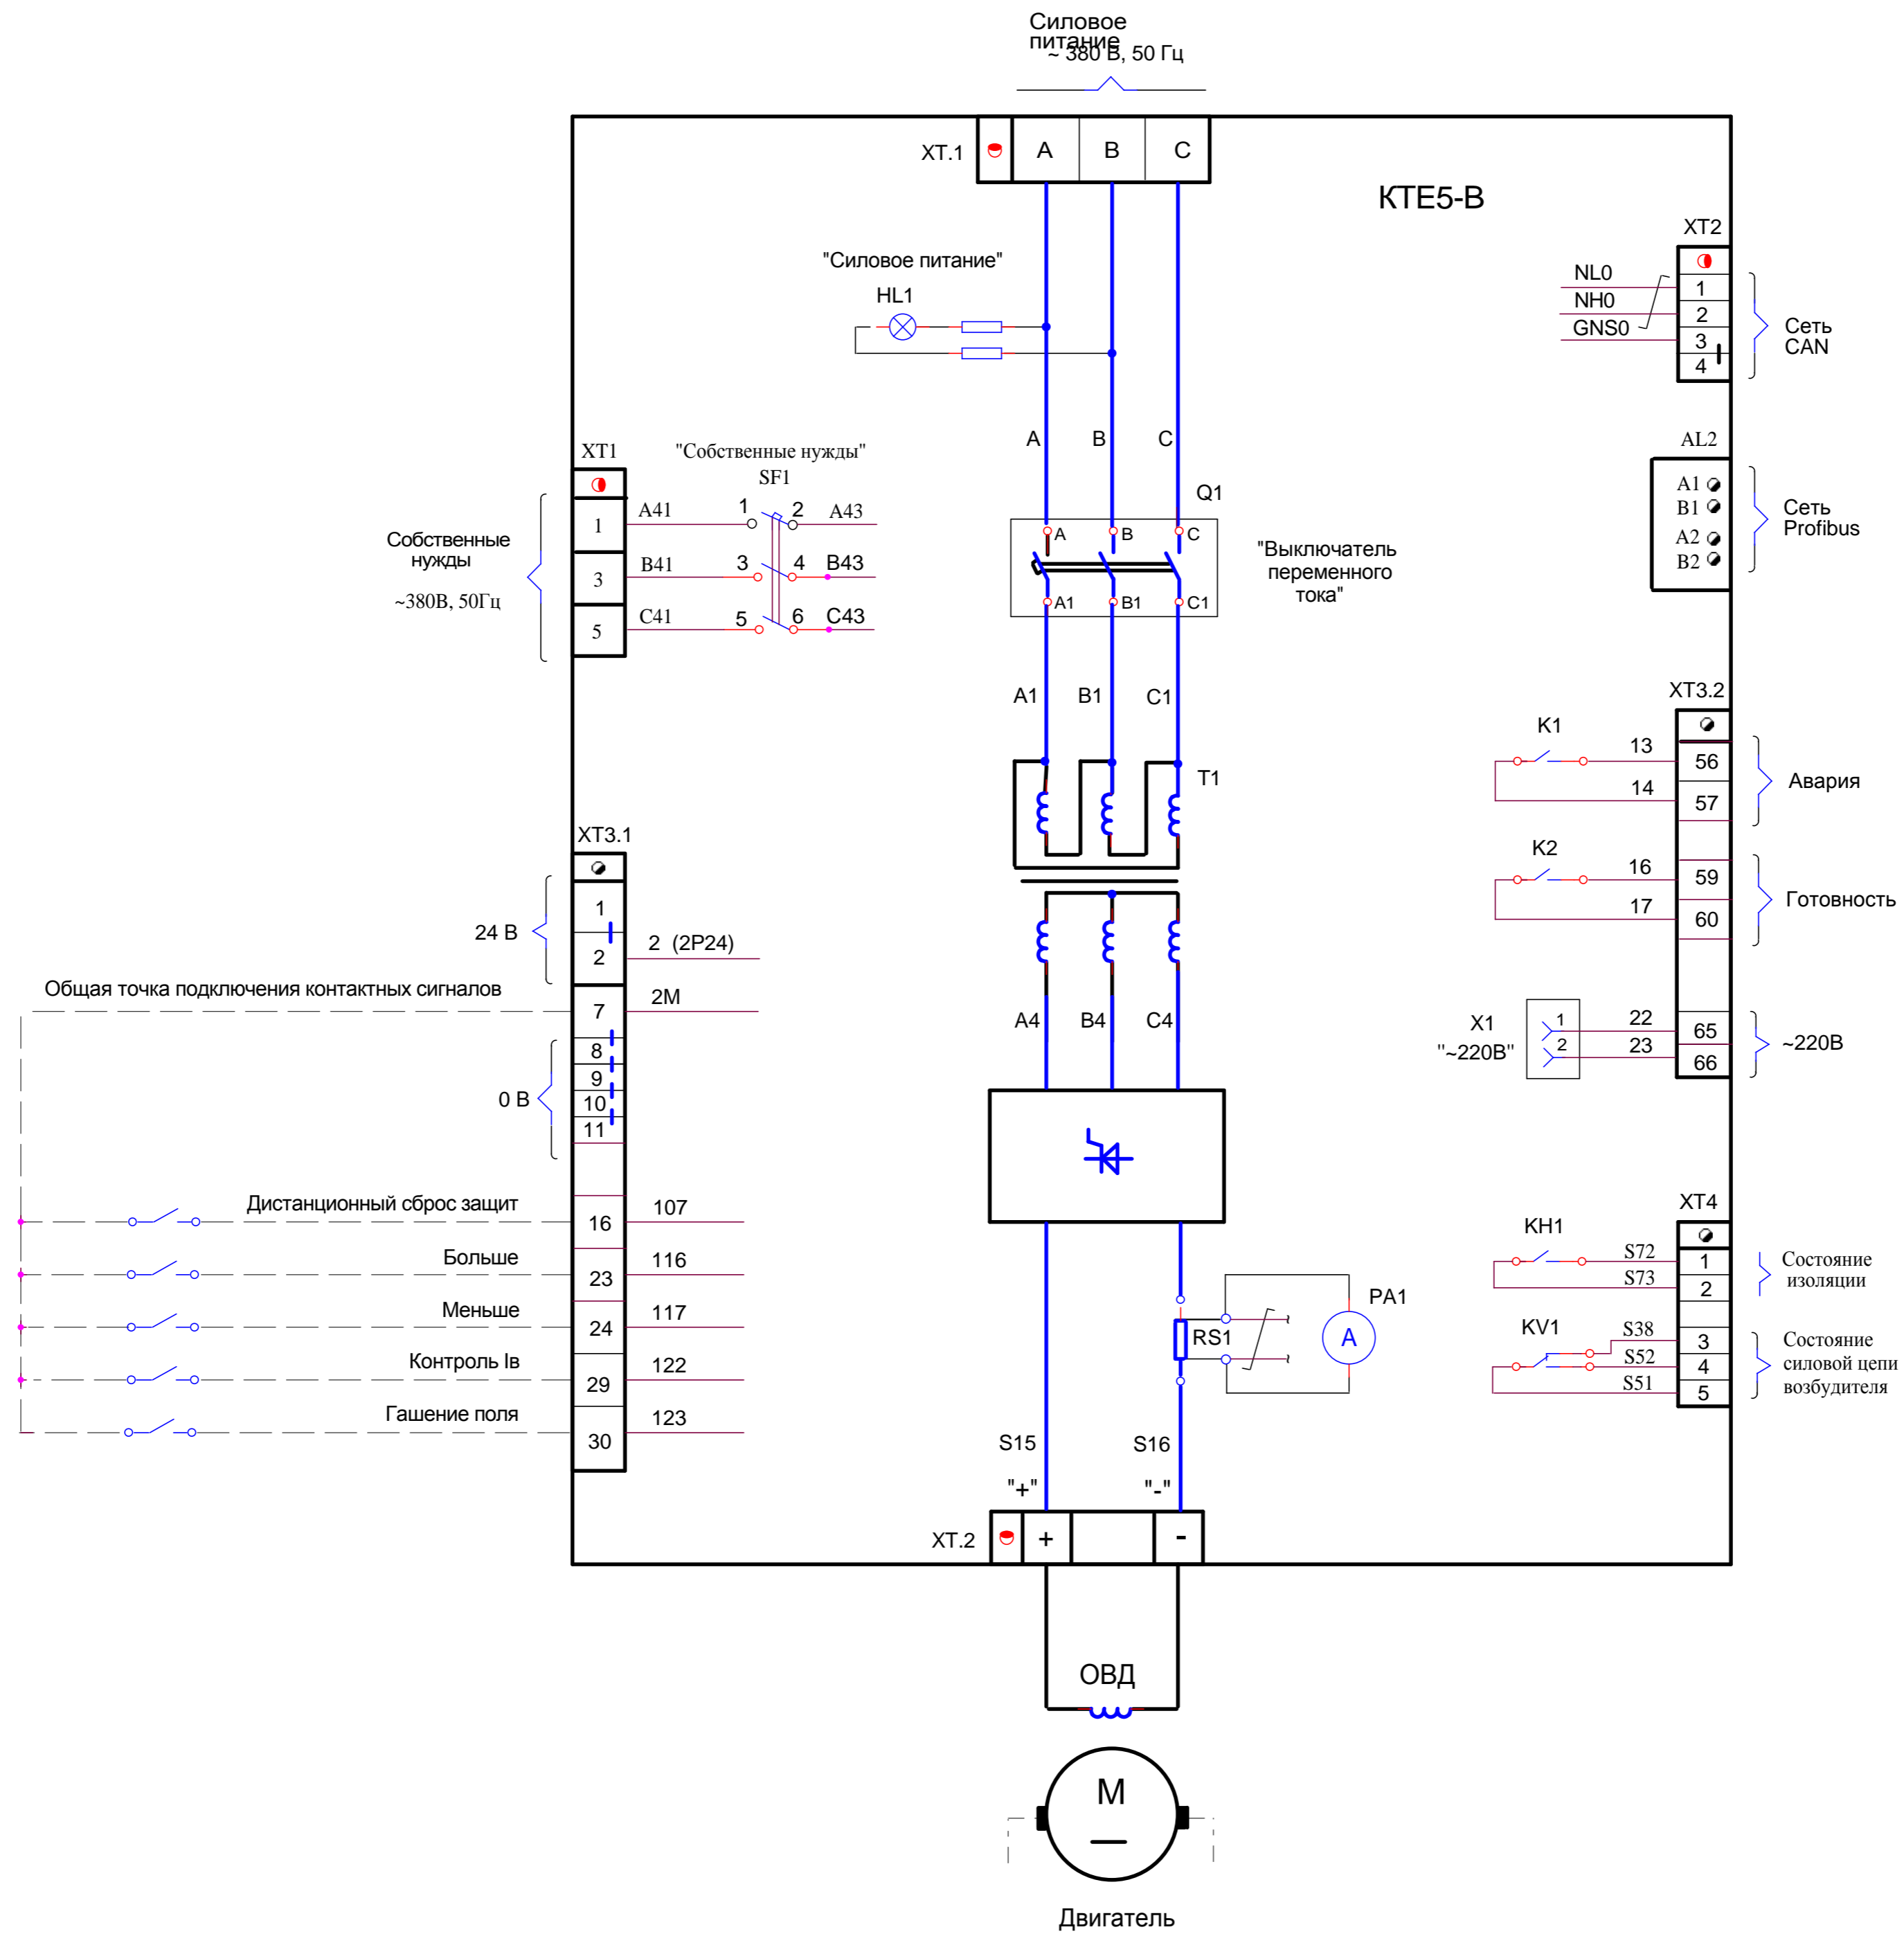 Силовое
питание
~ 380 В, 50 Гц
XT.1
A
B
C
КТЕ5-В
XT2
"Силовое питание"
HL1
NL0
NH0
GNS0
1
2
3
4
Сеть
CAN
A
B
C
XT1
"Собственные нужды"
SF1
AL2
A1
B1
A2
B2
Сеть
Profibus
Q1
A
B
C
A1
B1
C1
"Выключатель
переменного
тока"
Собственные
нужды
~380В, 50Гц
1
3
5
A41
1
2
A43
B41
3
4
B43
C41
5
6
C43
A1
B1
C1
T1
XT3.2
K1
13
56
14
57
Авария
K2
16
59
17
60
Готовность
XT3.1
24 В
1
2
2 (2P24)
Общая точка подключения контактных сигналов
7
2M
0 В
8
9
10
11
A4
B4
C4
X1
"~220В"
1
2
22
65
23
66
~220В
Дистанционный сброс защит
16
107
Больше
23
116
Меньше
24
117
Контроль Iв
29
122
Гашение поля
30
123
XT4
KH1
S72
1
S73
2
Состояние
изоляции
KV1
S38
3
S52
4
S51
5
Состояние
силовой цепи
возбудителя
RS1
PA1
A
S15
S16
"+"
"-"
XT.2
+
-
ОВД
M
Двигатель